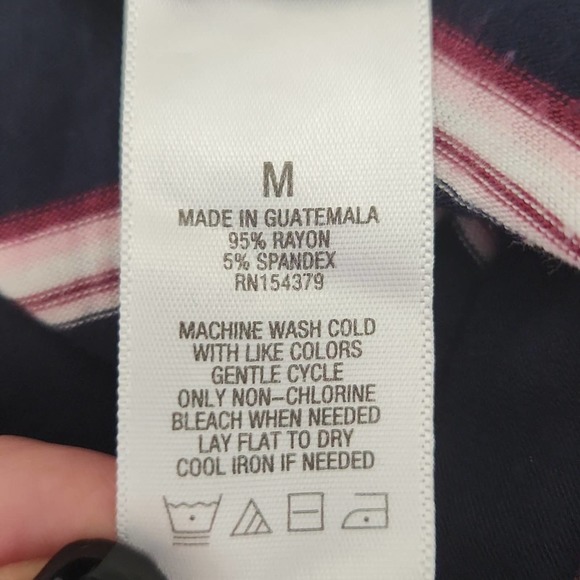 M
MADE IN GUATEMALA
95% RAYON
5% SPANDEX
RN154379
MACHINE WASH COLD
WITH LIKE COLORS
GENTLE CYCLE
ONLY NON-CHLORINE
BLEACH WHEN NEEDED
LAY FLAT TO DRY
COOL IRON IF NEEDED